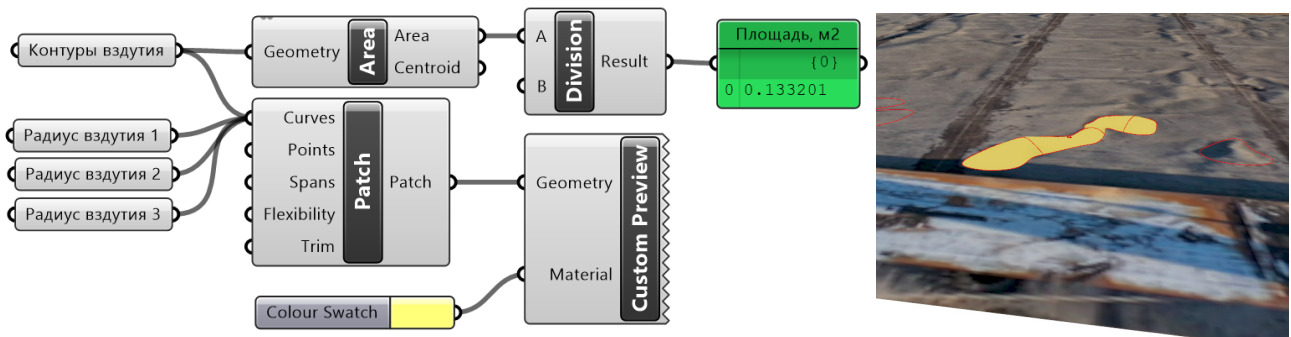 Контуры вздутия
Радиус вздутия 1
Радиус вздутия 2
Радиус вздутия 3
Geometry
Area
Area
Centroid
A
B
Division
Result
Площадь, м2
{0}
0 0.133201
Curves
Points
Spans
Flexibility
Trim
Patch
Patch
Geometry
Material
Custom Preview
Colour Swatch